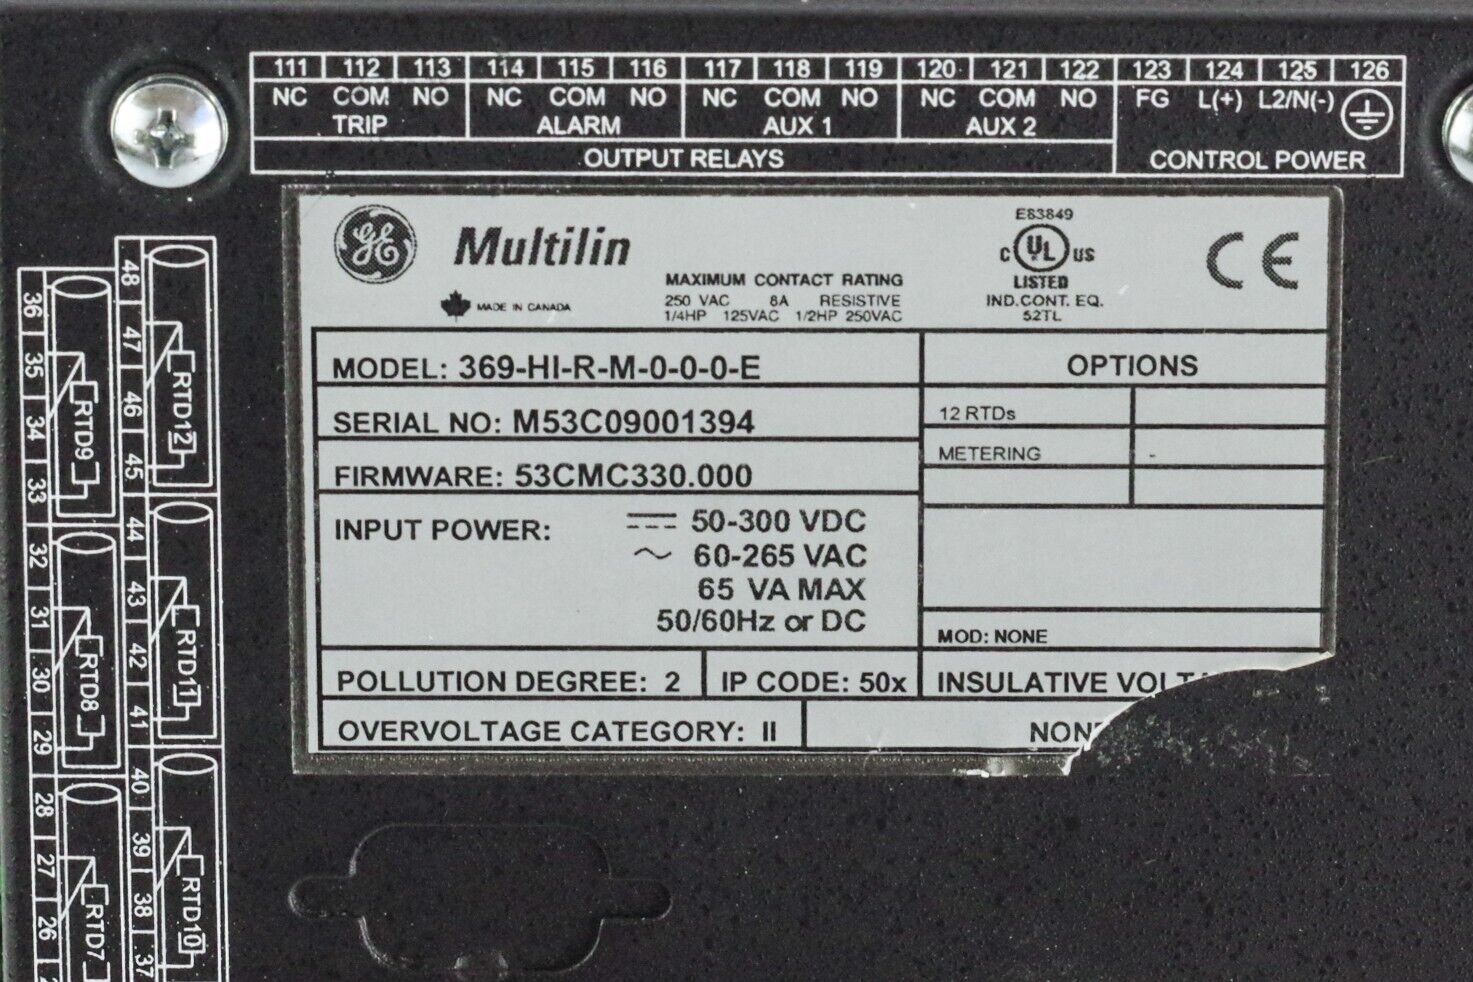 111 112 113 114 115 116 117 118 119 120 121 122 123 124 125 126
NC COM NO NC COM NO NC COM NO NC COM NO FG L(+) L2/N(-)
TRIP ALARM AUX 1 AUX 2
OUTPUT RELAYS CONTROL POWER
GE Multilin
MADE IN CANADA
MAXIMUM CONTACT RATING
250 VAC 8A RESISTIVE
1/4HP 125VAC 1/2HP 250VAC
E83849
C UL US
LISTED
IND.CONT. EQ.
52TL
CE
MODEL: 369-HI-R-M-0-0-0-E
SERIAL NO: M53C09001394
FIRMWARE: 53CMC330.000
INPUT POWER: 50-300 VDC
60-265 VAC
65 VA MAX
50/60Hz or DC
OPTIONS
12 RTDs
METERING -
MOD: NONE
POLLUTION DEGREE: 2 IP CODE: 50x INSULATIVE
OVERVOLTAGE CATEGORY: II
48 47 46 45 44 43 42 41 40 39 38 37
RTD12
RTD11
RTD10
36 35 34 33 32 31 30 29 28 27 26
RTD9
RTD8
RTD7